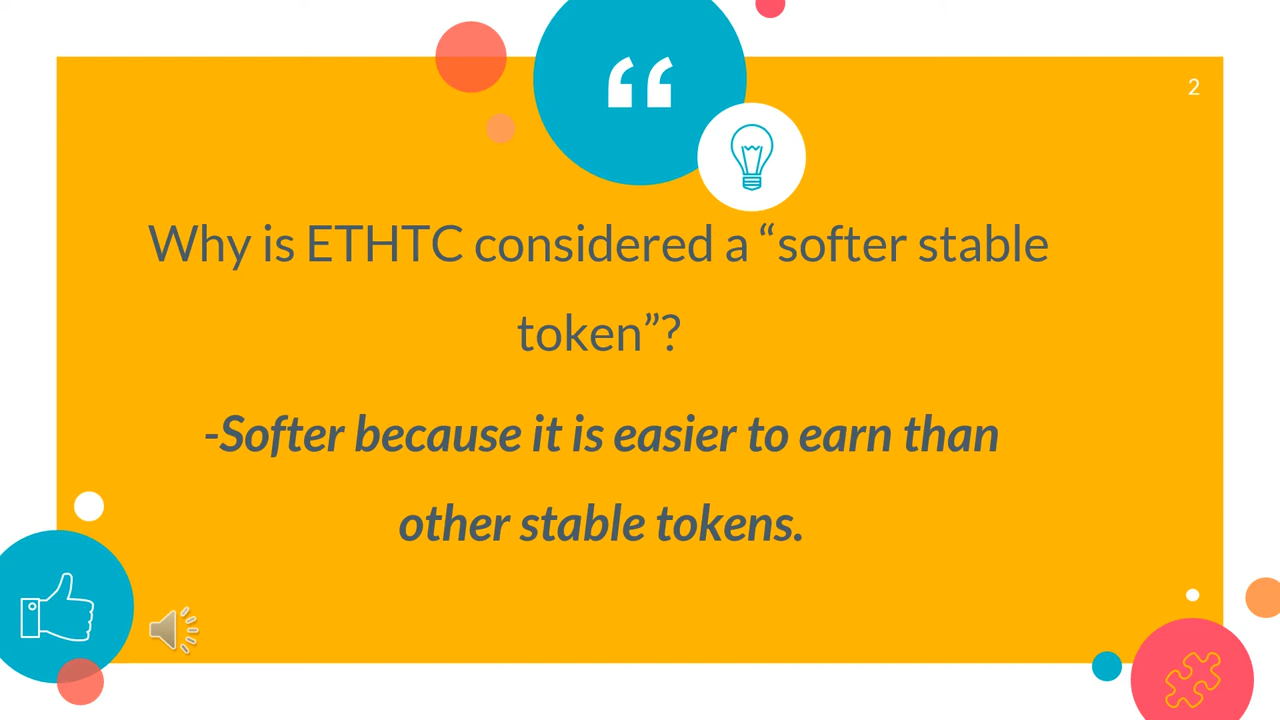 “
2
Why is ETHTC considered a “softer stable
token”?
-Softer because it is easier to earn than
other stable tokens.